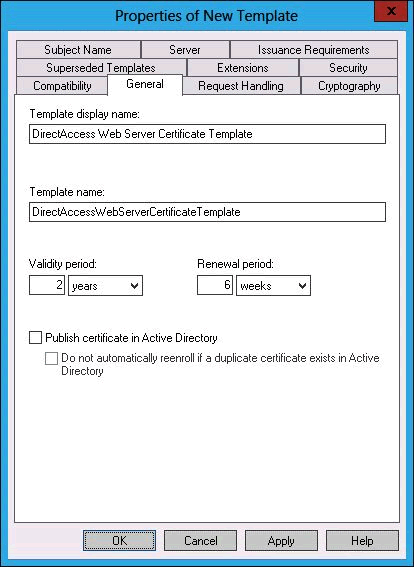 Properties of New Template
x
Subject Name
Server
Issuance Requirements
Superseded Templates
Extensions
Security
Compatibility
General
Request Handling
Cryptography
Template display name:
DirectAccess Web Server Certificate Template
Template name:
DirectAccessWebServerCertificateTemplate
Validity period:
Renewal period:
2 years
6 weeks
Publish certificate in Active Directory
Do not automatically reenroll if a duplicate certificate exists in Active
Directory
OK
Cancel
Apply
Help